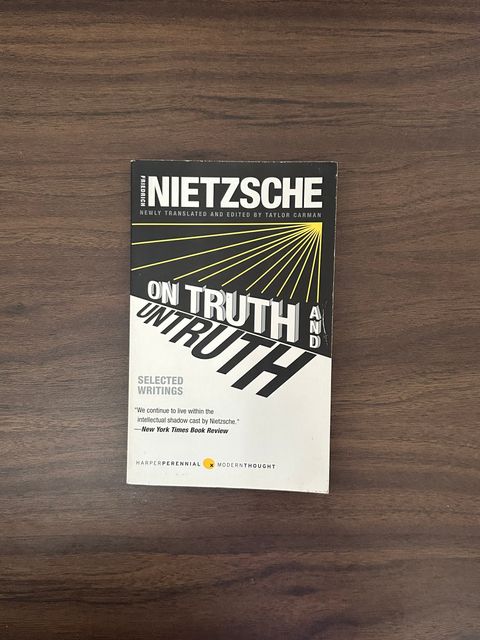 FRIEDRICH
NIETZSCHE
NEWLY TRANSLATED AND EDITED BY TAYLOR CARMAN
ON TRUTH AND
UNTRUTH
SELECTED
WRITINGS
"We continue to live within the
intellectual shadow cast by Nietzsche."
—New York Times Book Review
HARPERPERENNIAL MODERNTHOUGHT